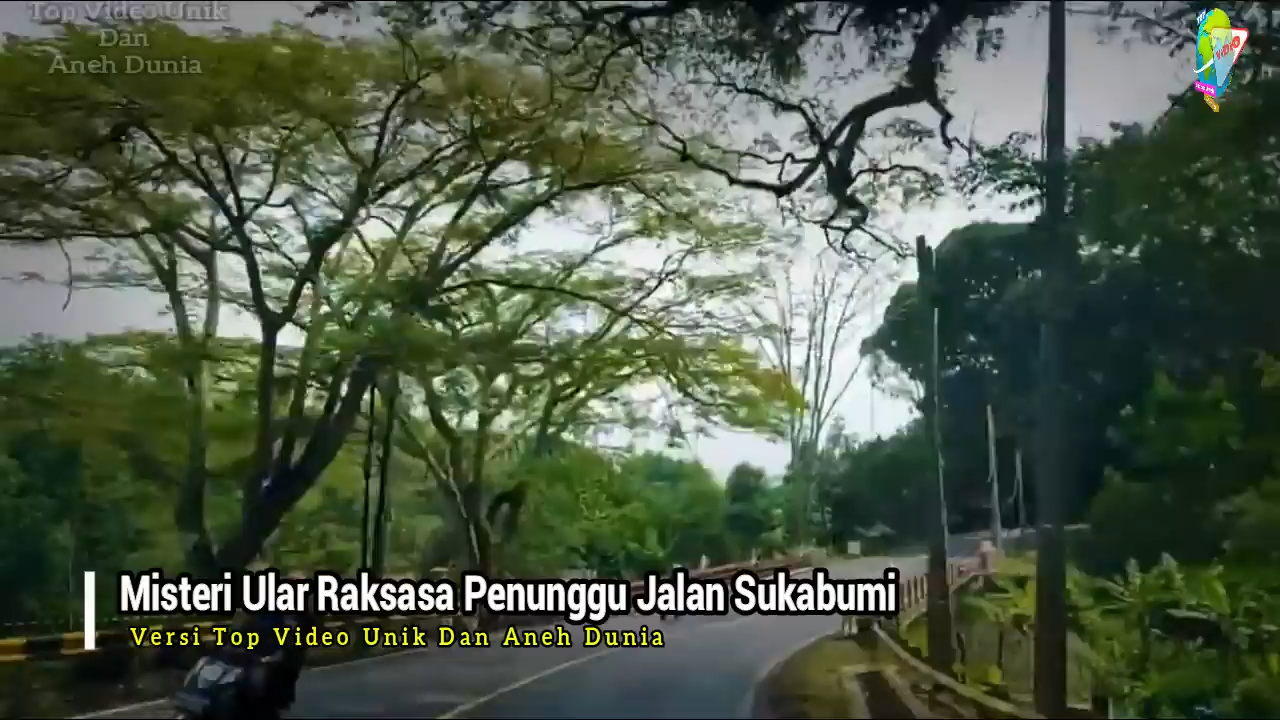 Top Video Unik
Dan
Aneh Dunia
VIDIO
Misteri Ular Raksasa Penunggu Jalan Sukabumi
Versi Top Video Unik Dan Aneh Dunia